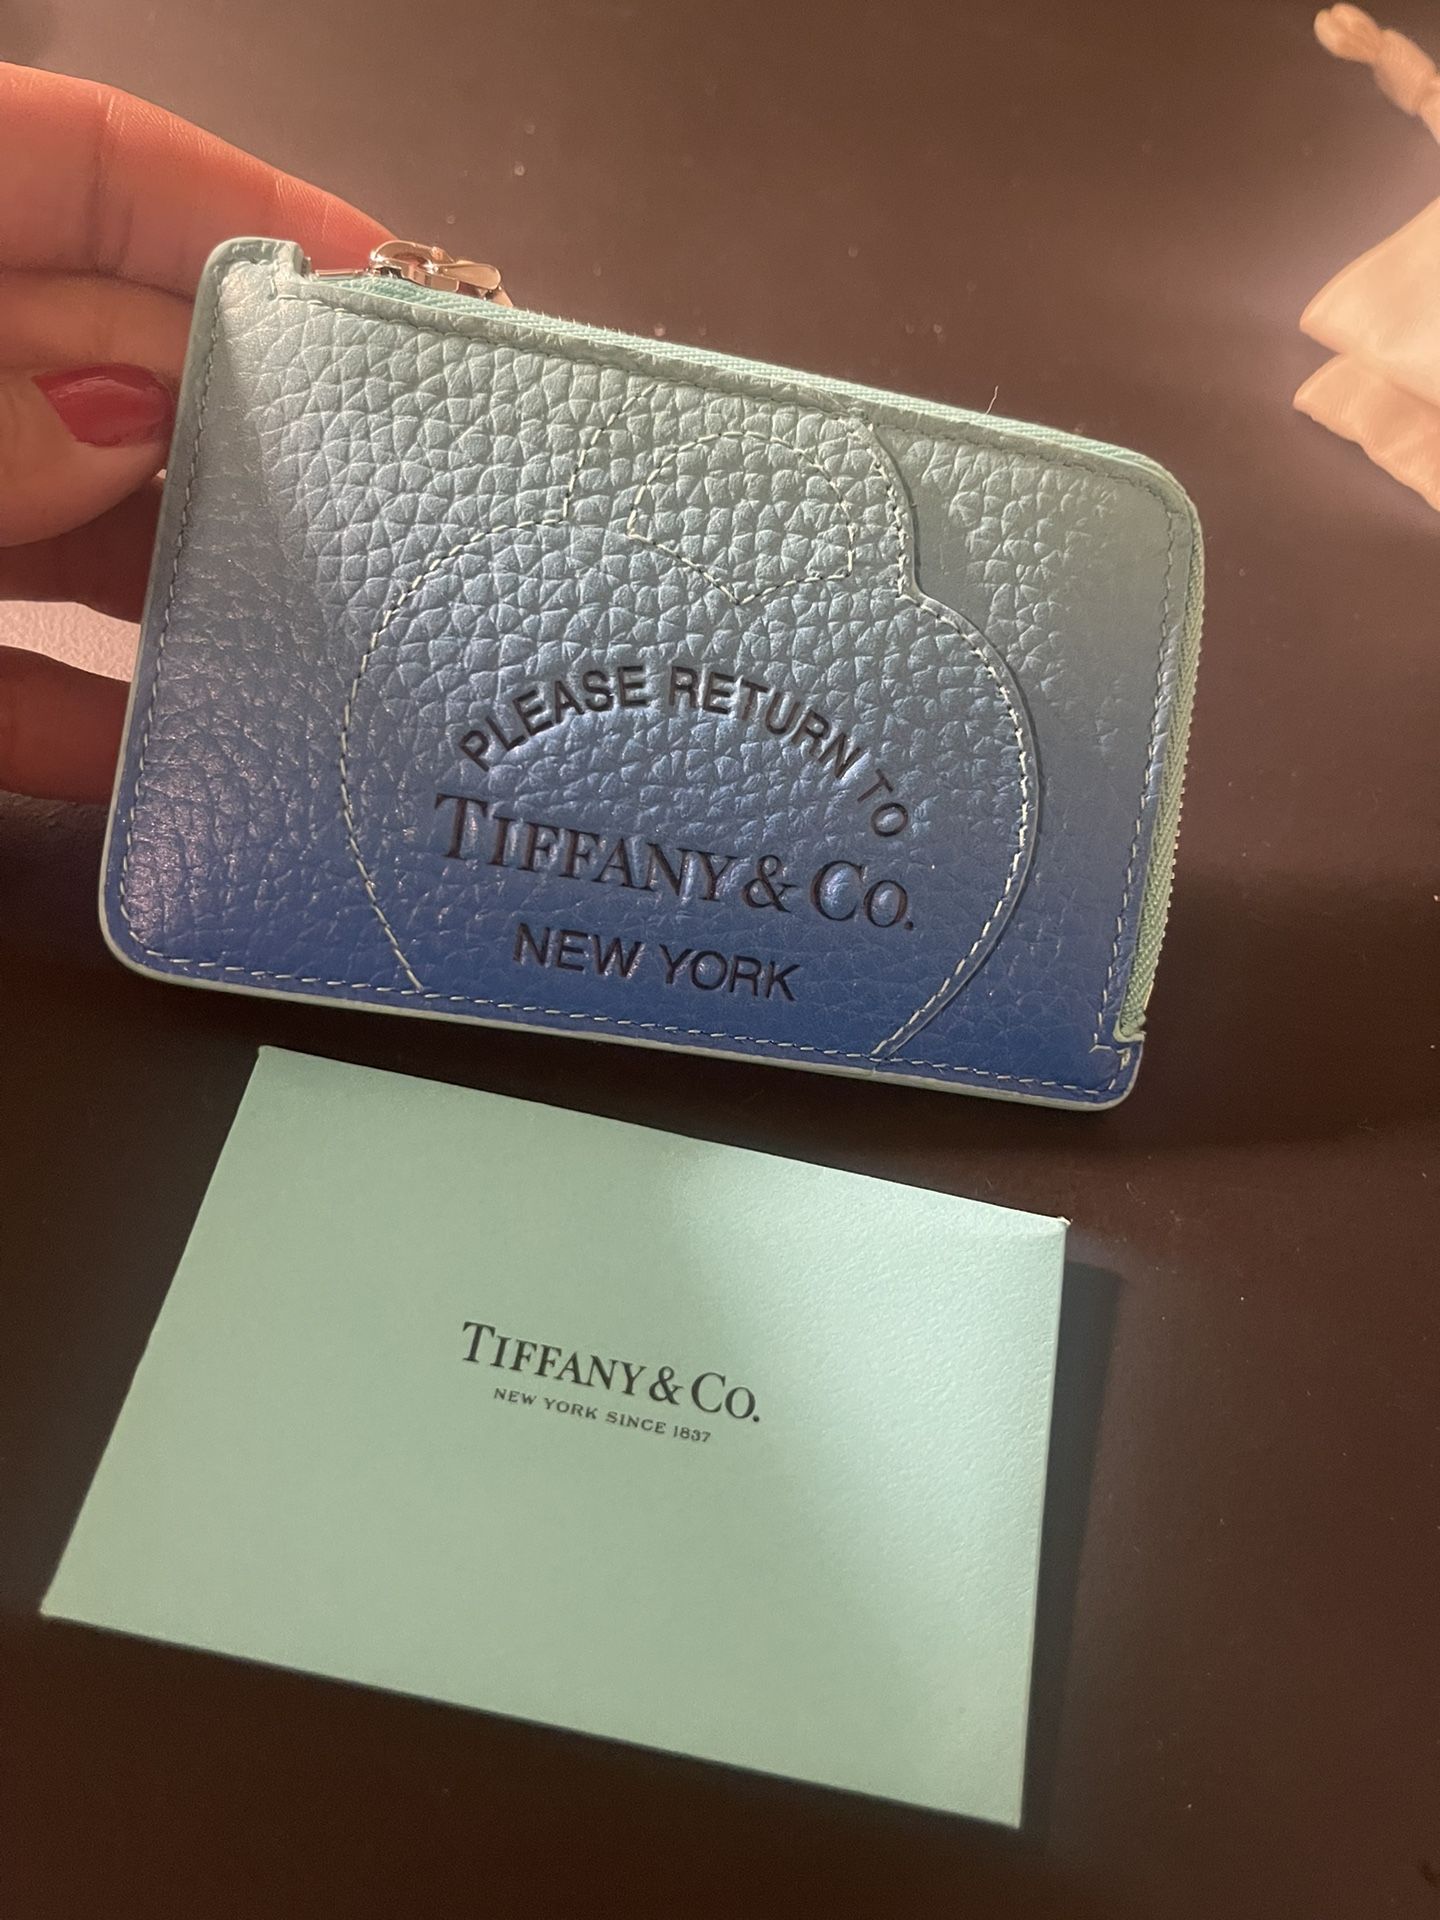 PLEASE RETURN TO
TIFFANY & CO.
NEW YORK
TIFFANY & CO.
NEW YORK SINCE 1837